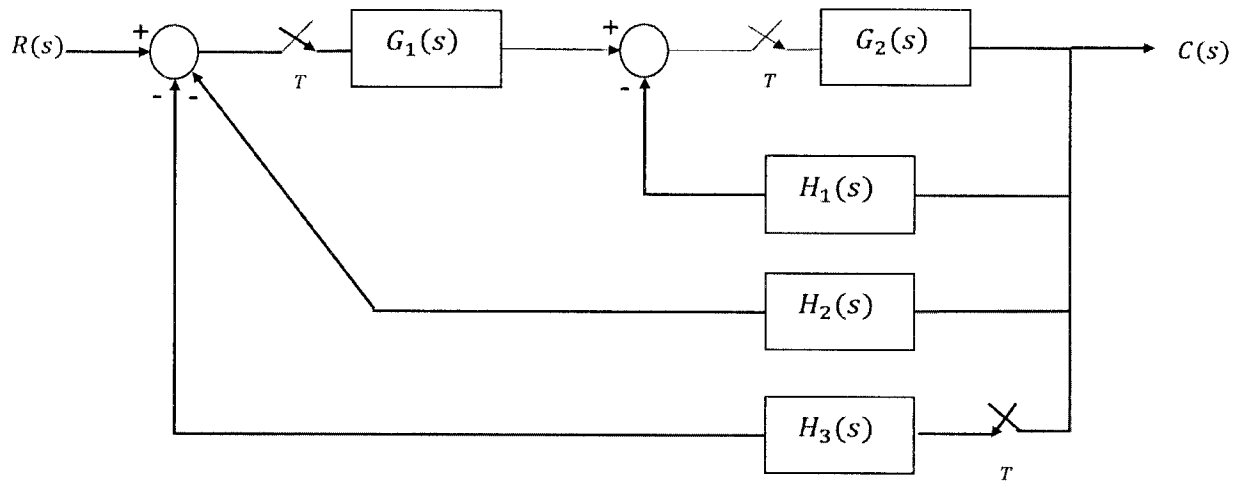 R(s)
+
T
G₁(s)
+
T
G₂(s)
C(s)
- -
-
H₁(s)
H₂(s)
H₃(s)
T